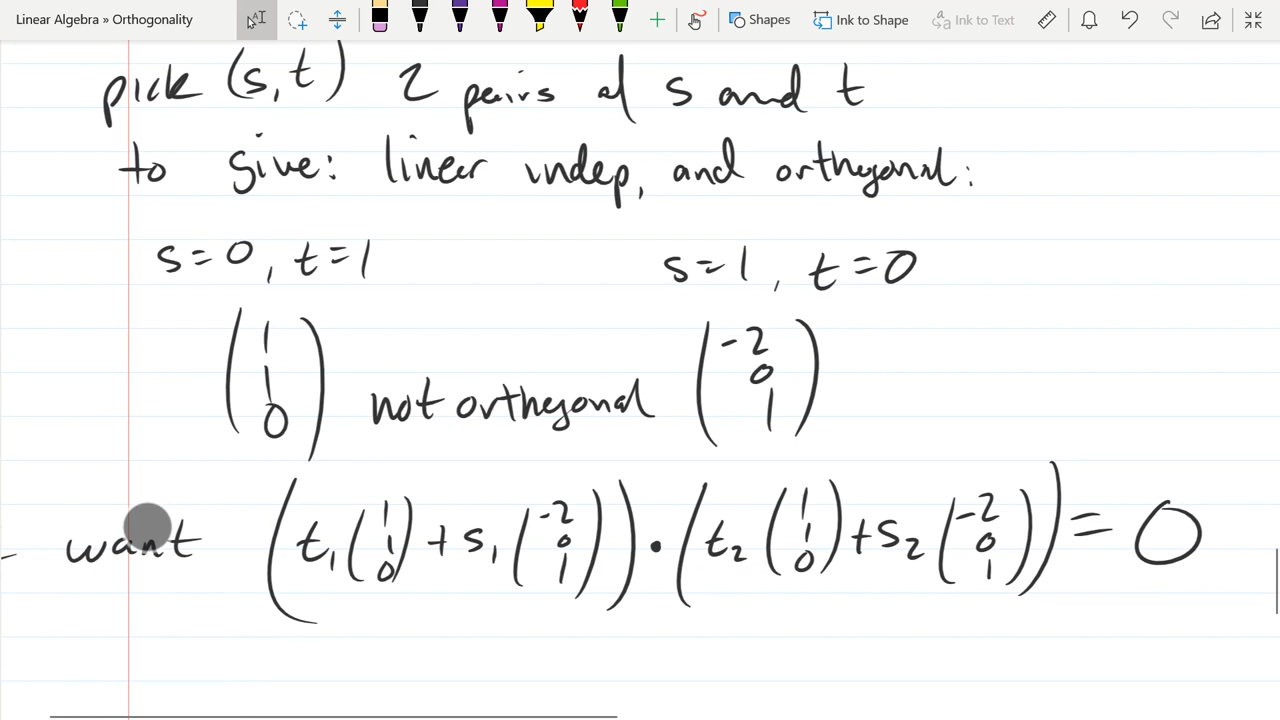 Linear Algebra » Orthogonality
Shapes Ink to Shape Ink to Text
pick (s, t) 2 pairs of s and t
to give: linear indep, and orthogonal:
s=0, t=1 s=1, t=0
(1 1 0) not orthogonal (-2 0 1)
- want (t₁(1 1 0) + s₁(-2 0 1)) • (t₂(1 1 0) + s₂(-2 0 1)) = 0